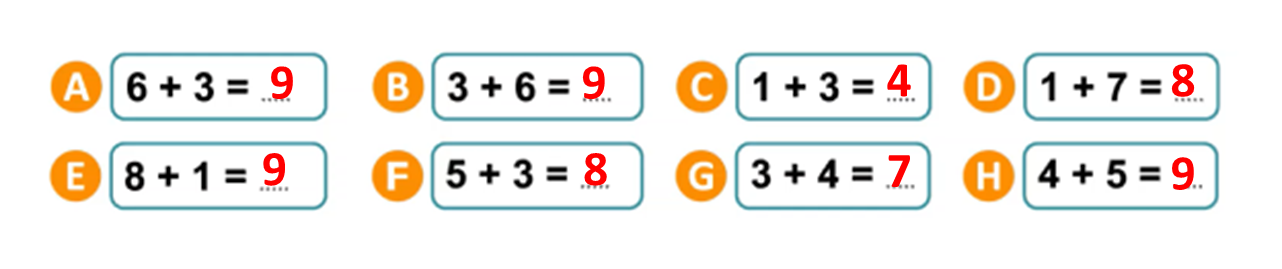 A 6 + 3 = 9 B 3 + 6 = 9 C 1 + 3 = 4 D 1 + 7 = 8
E 8 + 1 = 9 F 5 + 3 = 8 G 3 + 4 = 7 H 4 + 5 = 9